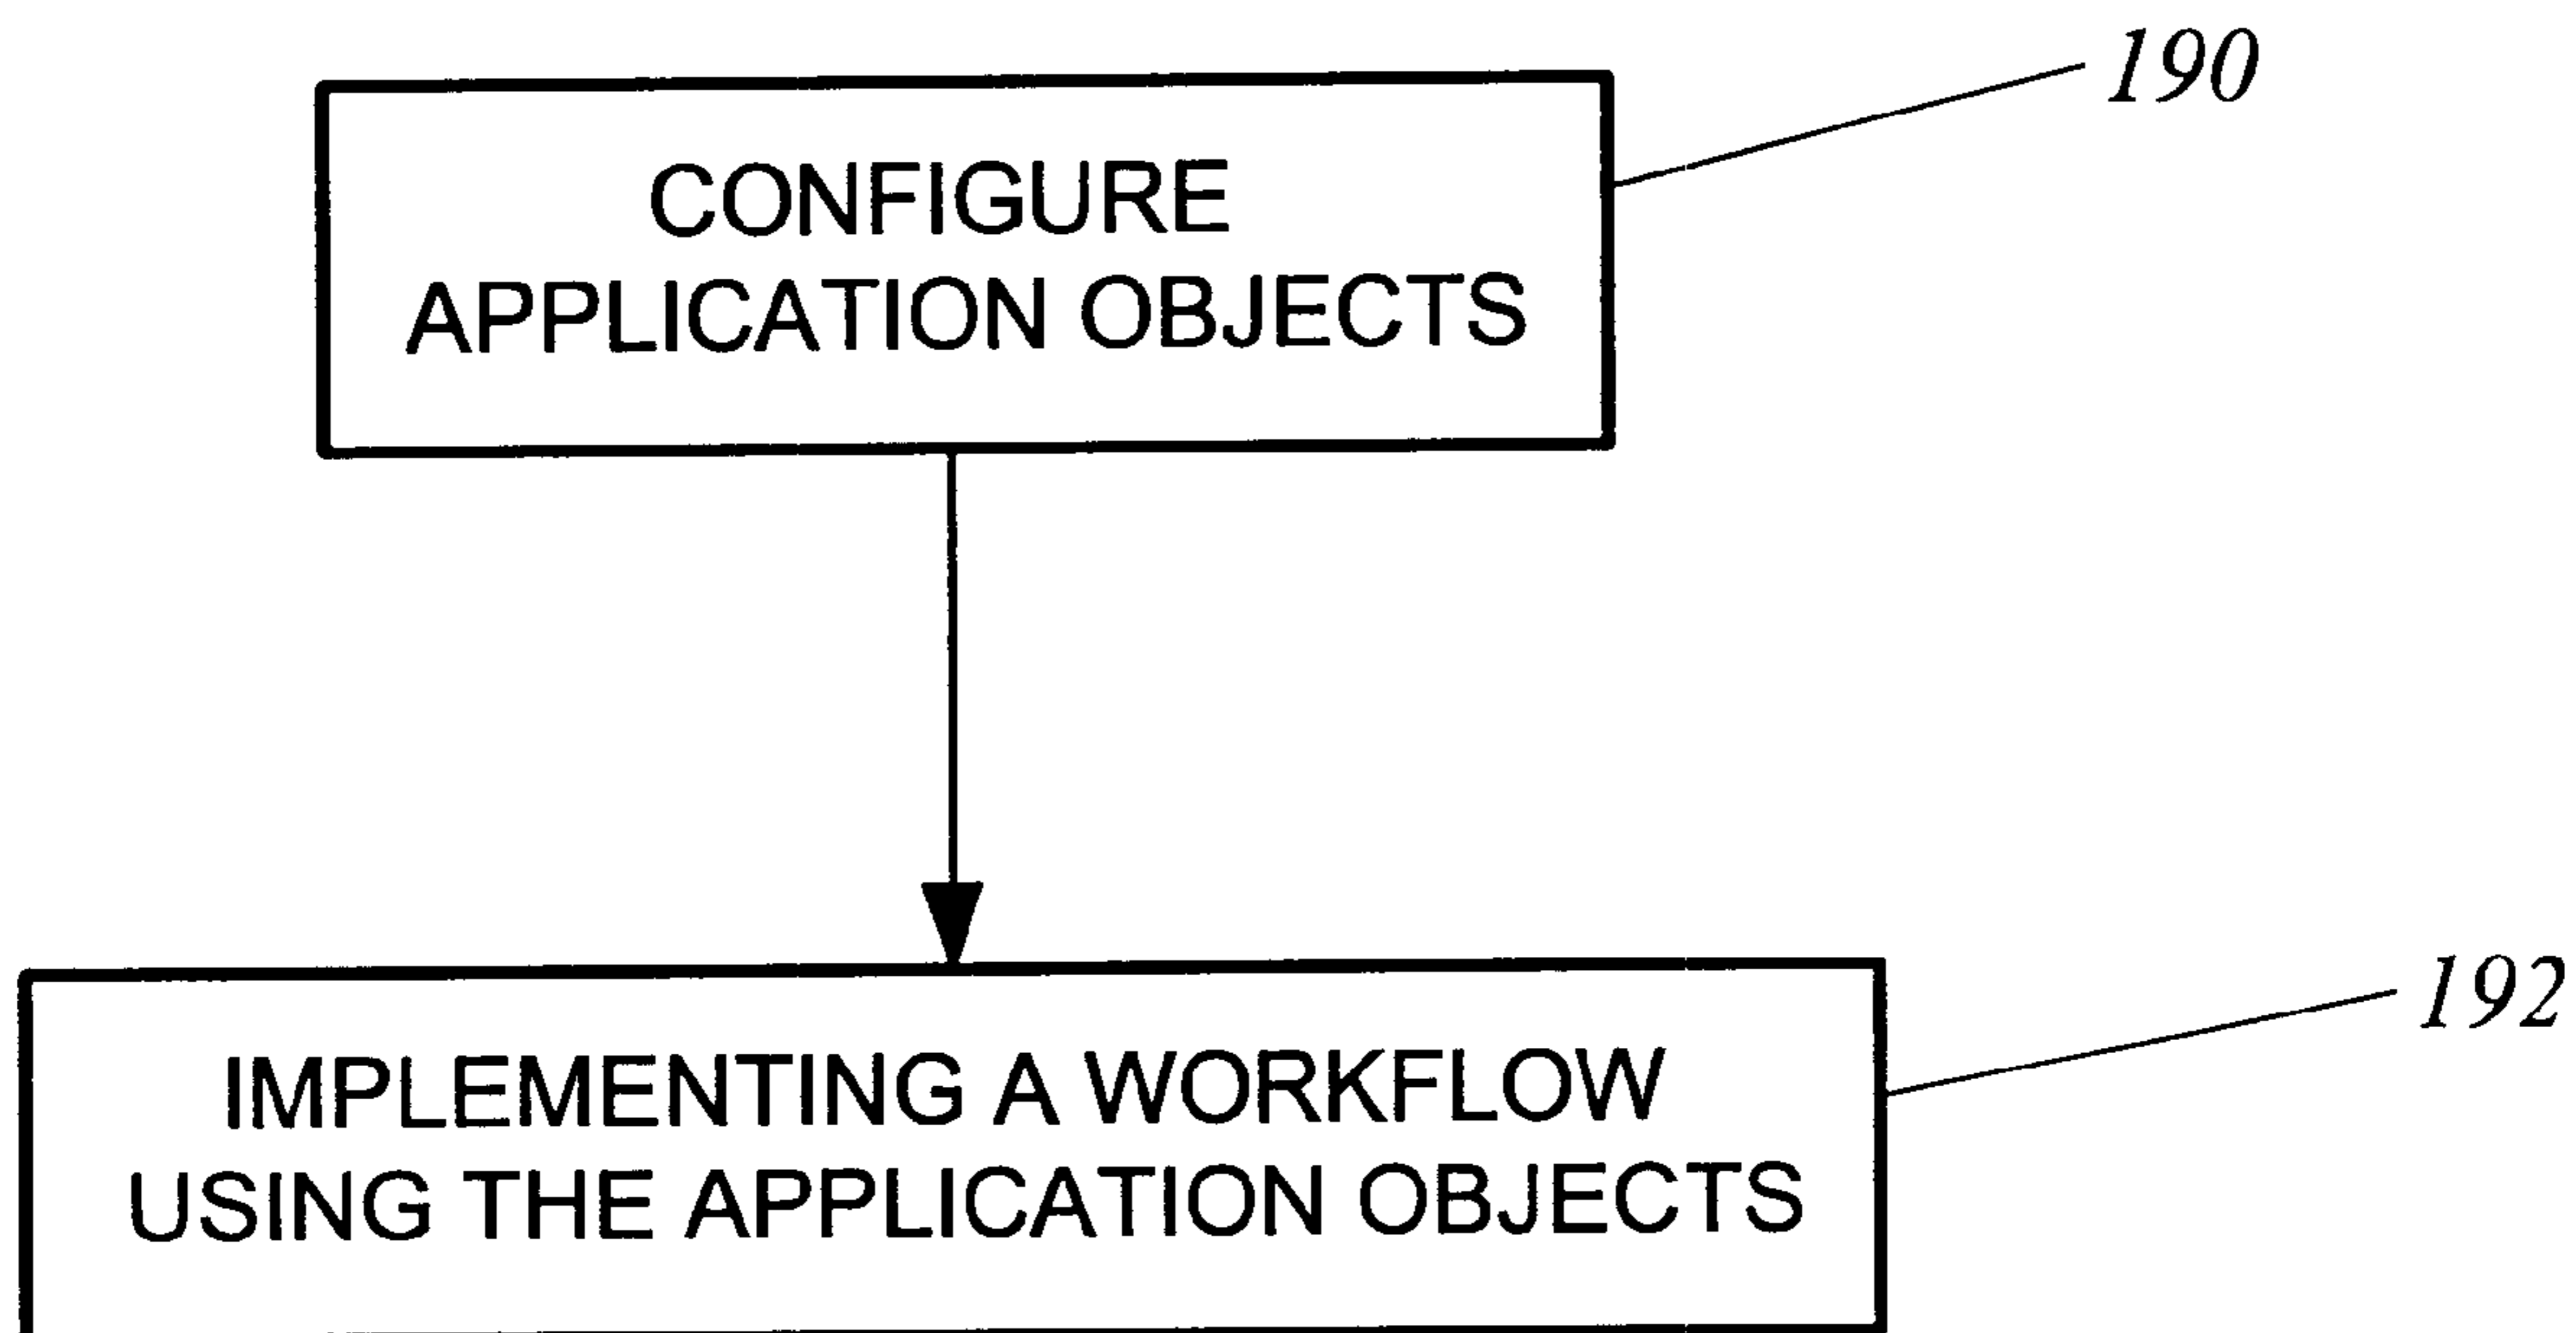 190
CONFIGURE
APPLICATION OBJECTS
192
IMPLEMENTING A WORKFLOW
USING THE APPLICATION OBJECTS